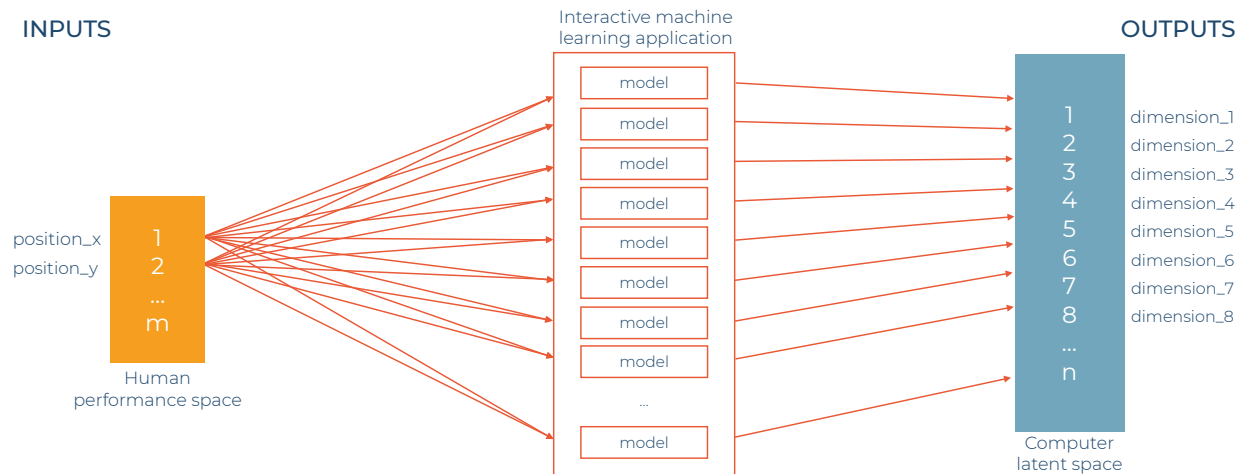 INPUTS
position_x
position_y
1
2
...
m
Human
performance space
Interactive machine
learning application
model
model
model
model
model
model
model
model
...
model
OUTPUTS
1
2
3
4
5
6
7
8
...
n
dimension_1
dimension_2
dimension_3
dimension_4
dimension_5
dimension_6
dimension_7
dimension_8
Computer
latent space